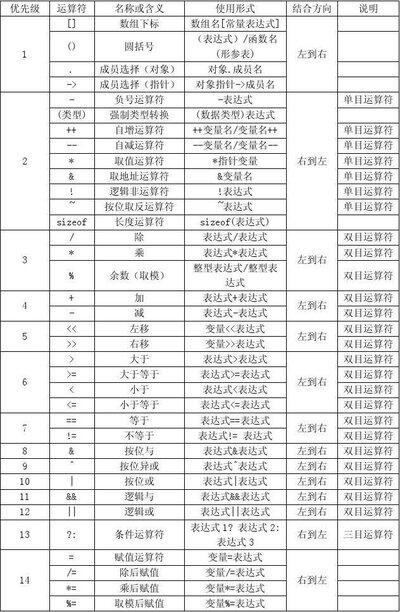 优先级 运算符 名称或含义 使用形式 结合方向 说明
1 [] 数组下标 数组名[常量表达式] 左到右
() 圆括号 （表达式）/函数名(形参表)
. 成员选择（对象） 对象.成员名
-> 成员选择（指针） 对象指针->成员名
2 - 负号运算符 -表达式 右到左 单目运算符
(类型) 强制类型转换 (数据类型)表达式
++ 自增运算符 ++变量名/变量名++ 单目运算符
-- 自减运算符 --变量名/变量名-- 单目运算符
* 取值运算符 *指针变量 单目运算符
& 取地址运算符 &变量名 单目运算符
! 逻辑非运算符 !表达式 单目运算符
~ 按位取反运算符 ~表达式 单目运算符
sizeof 长度运算符 sizeof(表达式)
3 / 除 表达式/表达式 左到右 双目运算符
* 乘 表达式*表达式 双目运算符
% 余数（取模） 整型表达式/整型表达式 双目运算符
4 + 加 表达式+表达式 左到右 双目运算符
- 减 表达式-表达式 双目运算符
5 << 左移 变量<<表达式 左到右 双目运算符
>> 右移 变量>>表达式 双目运算符
6 > 大于 表达式>表达式 左到右 双目运算符
>= 大于等于 表达式>=表达式 双目运算符
< 小于 表达式<表达式 双目运算符
<= 小于等于 表达式<=表达式 双目运算符
7 == 等于 表达式==表达式 左到右 双目运算符
!= 不等于 表达式!= 表达式 双目运算符
8 & 按位与 表达式&表达式 左到右 双目运算符
9 ^ 按位异或 表达式^表达式 左到右 双目运算符
10 | 按位或 表达式|表达式 左到右 双目运算符
11 && 逻辑与 表达式&&表达式 左到右 双目运算符
12 || 逻辑或 表达式||表达式 左到右 双目运算符
13 ?: 条件运算符 表达式1? 表达式2: 表达式3 右到左 三目运算符
14 = 赋值运算符 变量=表达式 右到左
/= 除后赋值 变量/=表达式
*= 乘后赋值 变量*=表达式
%= 取模后赋值 变量%=表达式